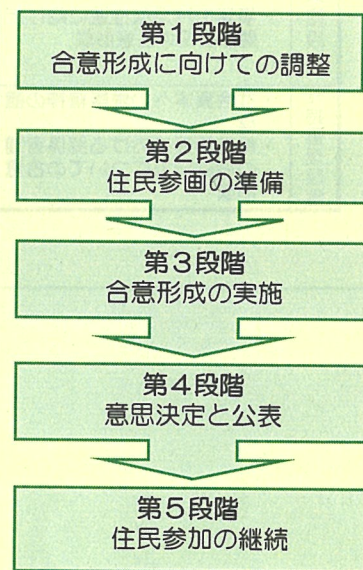 第1段階
合意形成に向けての調整
第2段階
住民参画の準備
第3段階
合意形成の実施
第4段階
意思決定と公表
第5段階
住民参加の継続